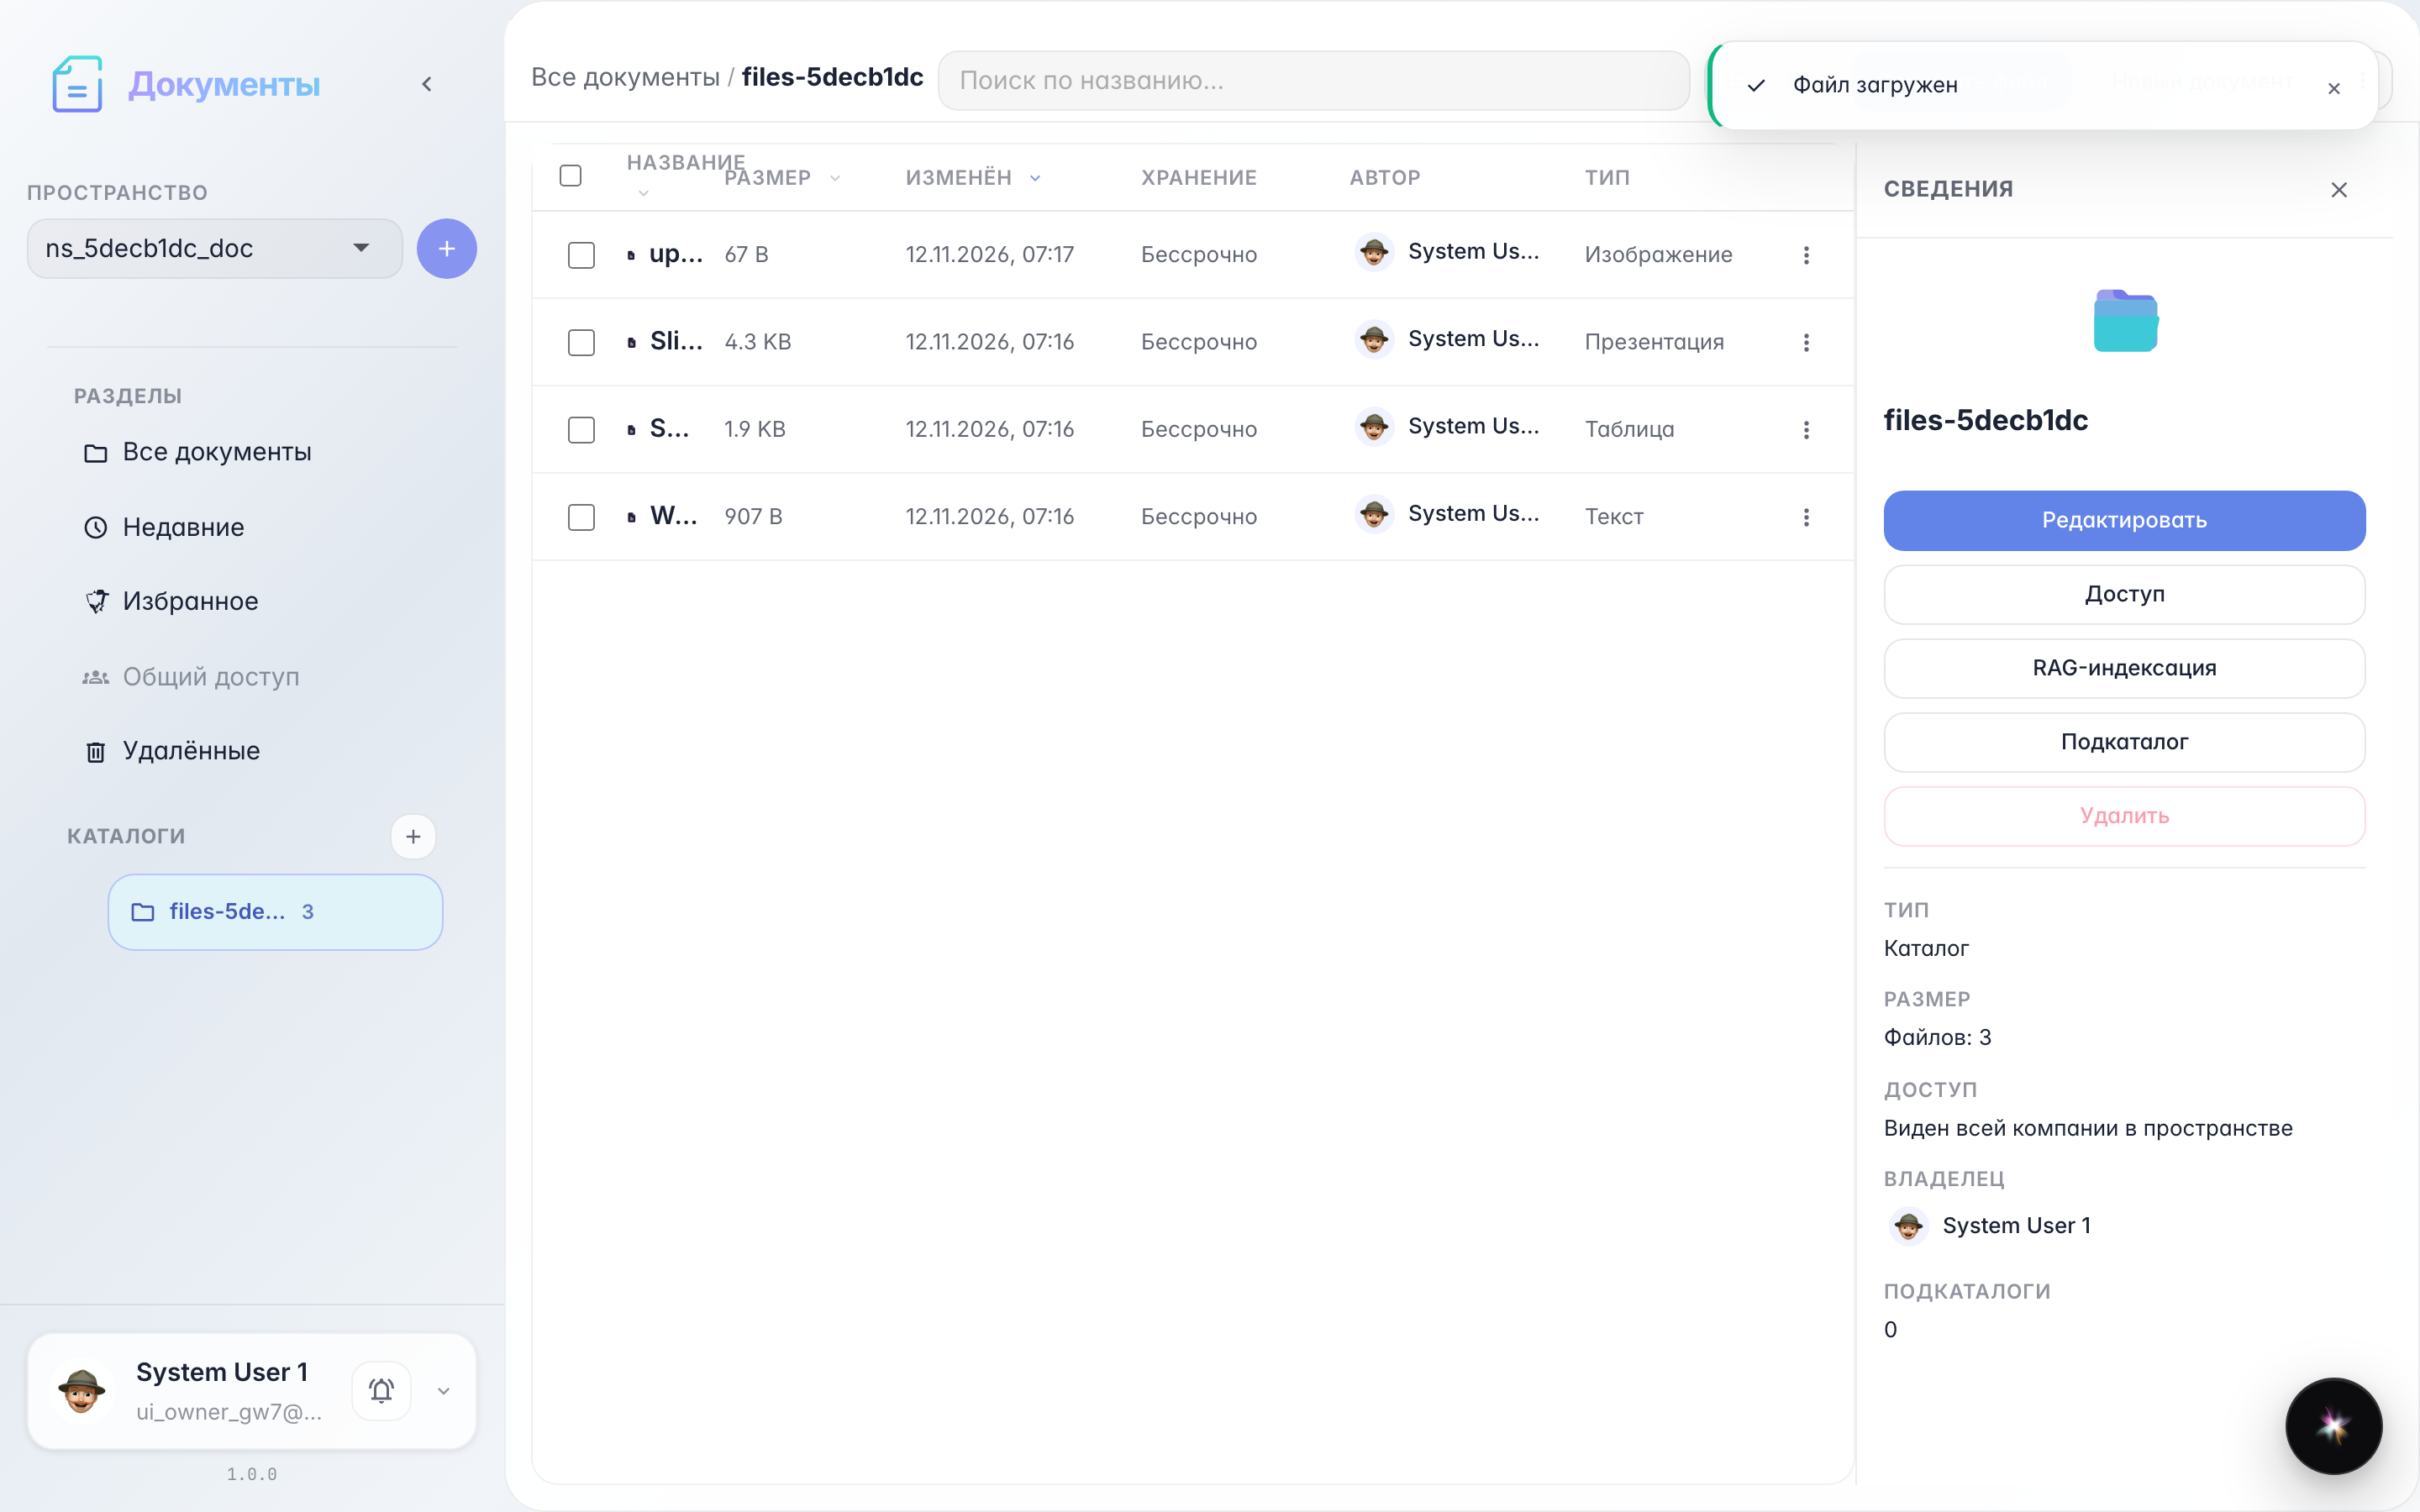 Документы
ПРОСТРАНСТВО
ns_5decb1dc_doc
РАЗДЕЛЫ
Все документы
Недавние
Избранное
Общий доступ
Удалённые
КАТАЛОГИ
files-5de... 3
System User 1
ui_owner_gw7@...
1.0.0
Все документы / files-5decb1dc
Поиск по названию...
Файл загружен
НАЗВАНИЕ РАЗМЕР ИЗМЕНЁН ХРАНЕНИЕ АВТОР ТИП
up... 67 B 12.11.2026, 07:17 Бессрочно System Us... Изображение
Sli... 4.3 KB 12.11.2026, 07:16 Бессрочно System Us... Презентация
S... 1.9 KB 12.11.2026, 07:16 Бессрочно System Us... Таблица
W... 907 B 12.11.2026, 07:16 Бессрочно System Us... Текст
СВЕДЕНИЯ
files-5decb1dc
Редактировать
Доступ
RAG-индексация
Подкаталог
Удалить
ТИП
Каталог
РАЗМЕР
Файлов: 3
ДОСТУП
Виден всей компании в пространстве
ВЛАДЕЛЕЦ
System User 1
ПОДКАТАЛОГИ
0